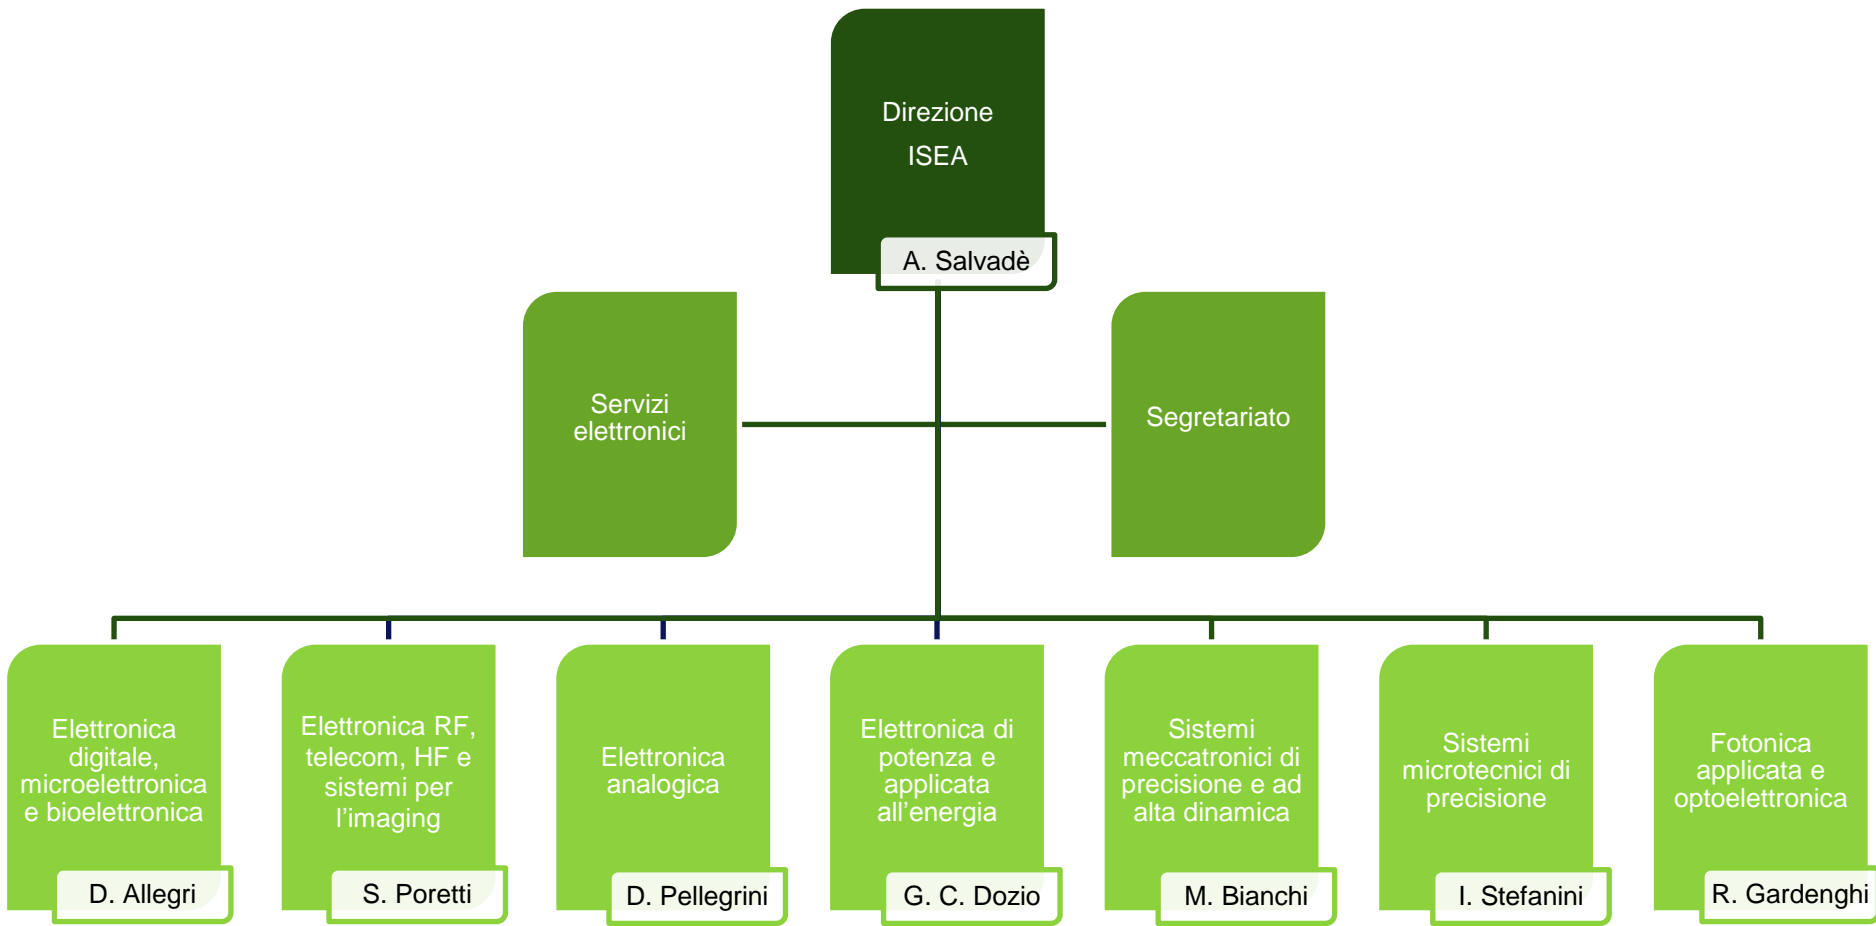 Direzione
ISEA
A. Salvadè
Servizi
elettronici
Segretariato
Elettronica
digitale,
microelettronica
e bioelettronica
D. Allegri
Elettronica RF,
telecom, HF e
sistemi per
l’imaging
S. Poretti
Elettronica
analogica
D. Pellegrini
Elettronica di
potenza e
applicata
all’energia
G. C. Dozio
Sistemi
meccatronici di
precisione e ad
alta dinamica
M. Bianchi
Sistemi
microtecnici di
precisione
I. Stefanini
Fotonica
applicata e
optoelettronica
R. Gardenghi